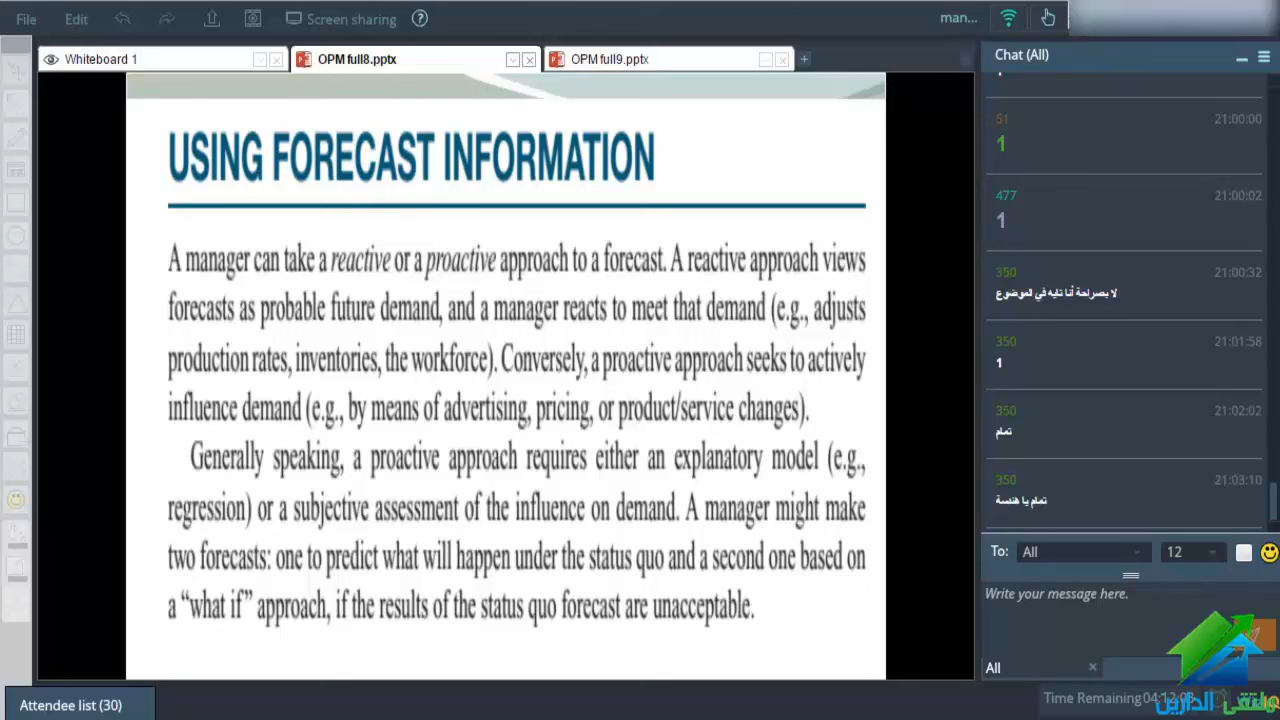 File Edit Screen sharing ? man...
Whiteboard 1 OPM full8.pptx OPM full9.pptx +
USING FORECAST INFORMATION
A manager can take a reactive or a proactive approach to a forecast. A reactive approach views
forecasts as probable future demand, and a manager reacts to meet that demand (e.g., adjusts
production rates, inventories, the workforce). Conversely, a proactive approach seeks to actively
influence demand (e.g., by means of advertising, pricing, or product/service changes).
Generally speaking, a proactive approach requires either an explanatory model (e.g.,
regression) or a subjective assessment of the influence on demand. A manager might make
two forecasts: one to predict what will happen under the status quo and a second one based on
a “what if” approach, if the results of the status quo forecast are unacceptable.
Chat (All)
51 21:00:00
1
477 21:00:02
1
350 21:00:32
لا بصراحة أنا تايه في الموضوع
350 21:01:58
1
350 21:02:02
تمام
350 21:03:10
تمام يا هندسة
To: All 12
Write your message here.
All
Attendee list (30)
Time Remaining
ملتقى الدارين